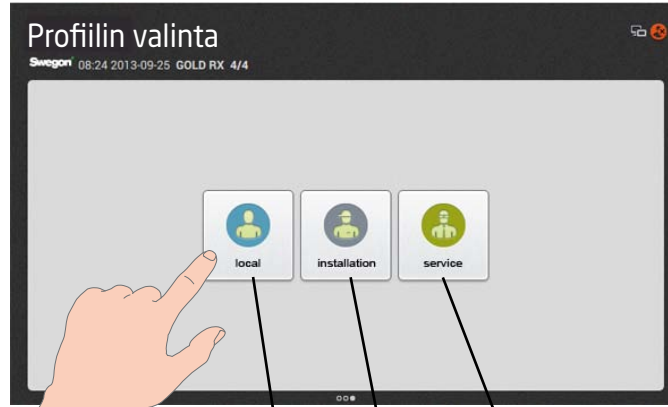 Profiilin valinta
Swegon 08:24 2013-09-25 GOLD RX 4/4
local installation service